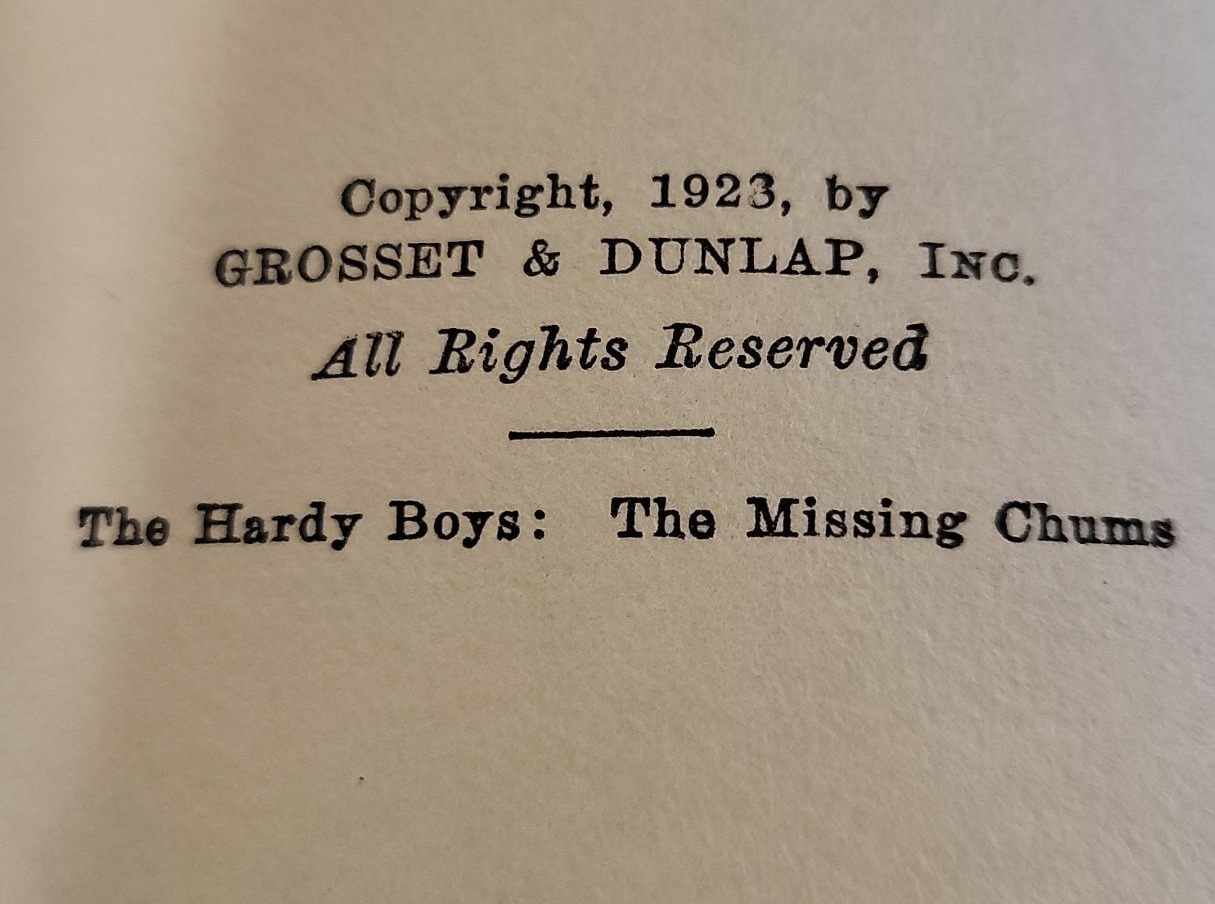 Copyright, 1923, by
GROSSET & DUNLAP, INC.
All Rights Reserved
The Hardy Boys: The Missing Chums